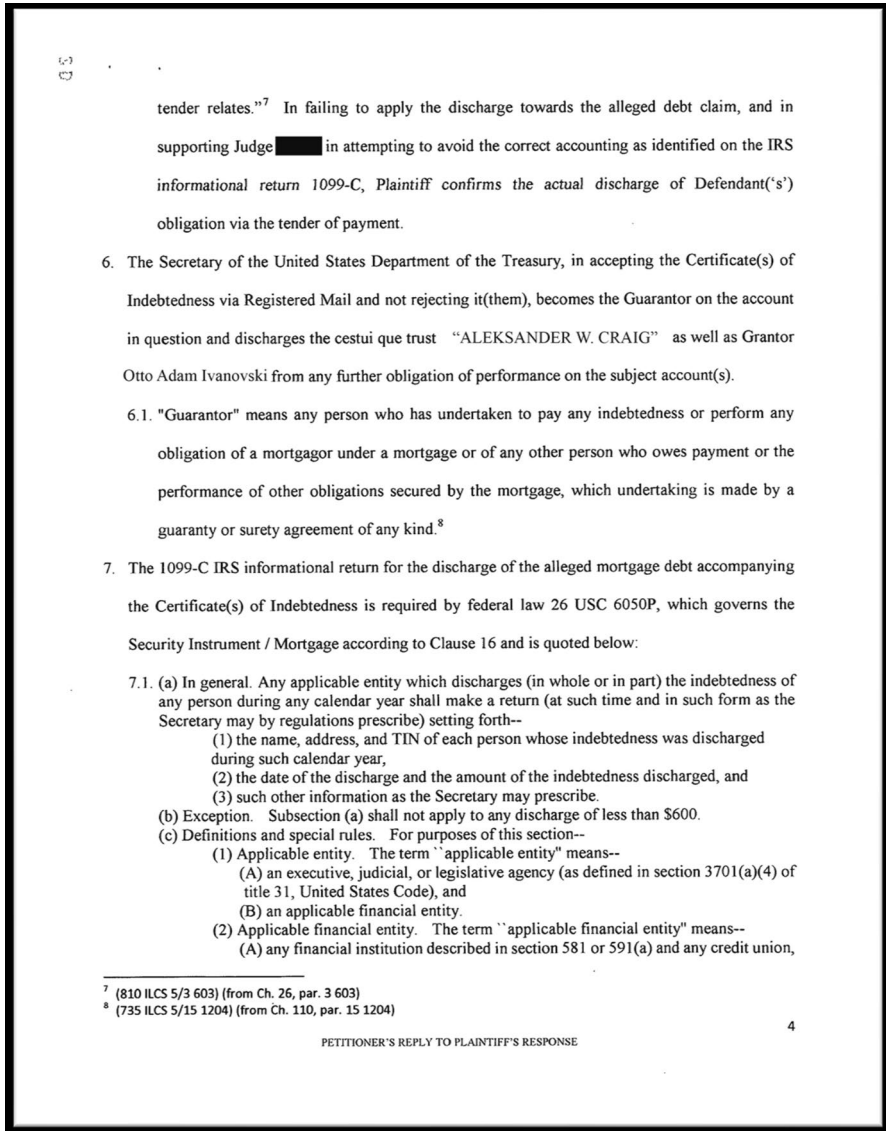 tender relates.”7 In failing to apply the discharge towards the alleged debt claim, and in
supporting Judge in attempting to avoid the correct accounting as identified on the IRS
informational return 1099-C, Plaintiff confirms the actual discharge of Defendant(‘s’)
obligation via the tender of payment.
6. The Secretary of the United States Department of the Treasury, in accepting the Certificate(s) of
Indebtedness via Registered Mail and not rejecting it(them), becomes the Guarantor on the account
in question and discharges the cestui que trust “ALEKSANDER W. CRAIG” as well as Grantor
Otto Adam Ivanovski from any further obligation of performance on the subject account(s).
6.1. "Guarantor" means any person who has undertaken to pay any indebtedness or perform any
obligation of a mortgagor under a mortgage or of any other person who owes payment or the
performance of other obligations secured by the mortgage, which undertaking is made by a
guaranty or surety agreement of any kind.8
7. The 1099-C IRS informational return for the discharge of the alleged mortgage debt accompanying
the Certificate(s) of Indebtedness is required by federal law 26 USC 6050P, which governs the
Security Instrument / Mortgage according to Clause 16 and is quoted below:
7.1. (a) In general. Any applicable entity which discharges (in whole or in part) the indebtedness of
any person during any calendar year shall make a return (at such time and in such form as the
Secretary may by regulations prescribe) setting forth--
(1) the name, address, and TIN of each person whose indebtedness was discharged
during such calendar year,
(2) the date of the discharge and the amount of the indebtedness discharged, and
(3) such other information as the Secretary may prescribe.
(b) Exception. Subsection (a) shall not apply to any discharge of less than $600.
(c) Definitions and special rules. For purposes of this section--
(1) Applicable entity. The term ``applicable entity" means--
(A) an executive, judicial, or legislative agency (as defined in section 3701(a)(4) of
title 31, United States Code), and
(B) an applicable financial entity.
(2) Applicable financial entity. The term ``applicable financial entity" means--
(A) any financial institution described in section 581 or 591(a) and any credit union,
7 (810 ILCS 5/3 603) (from Ch. 26, par. 3 603)
8 (735 ILCS 5/15 1204) (from Ch. 110, par. 15 1204)
4
PETITIONER'S REPLY TO PLAINTIFF'S RESPONSE